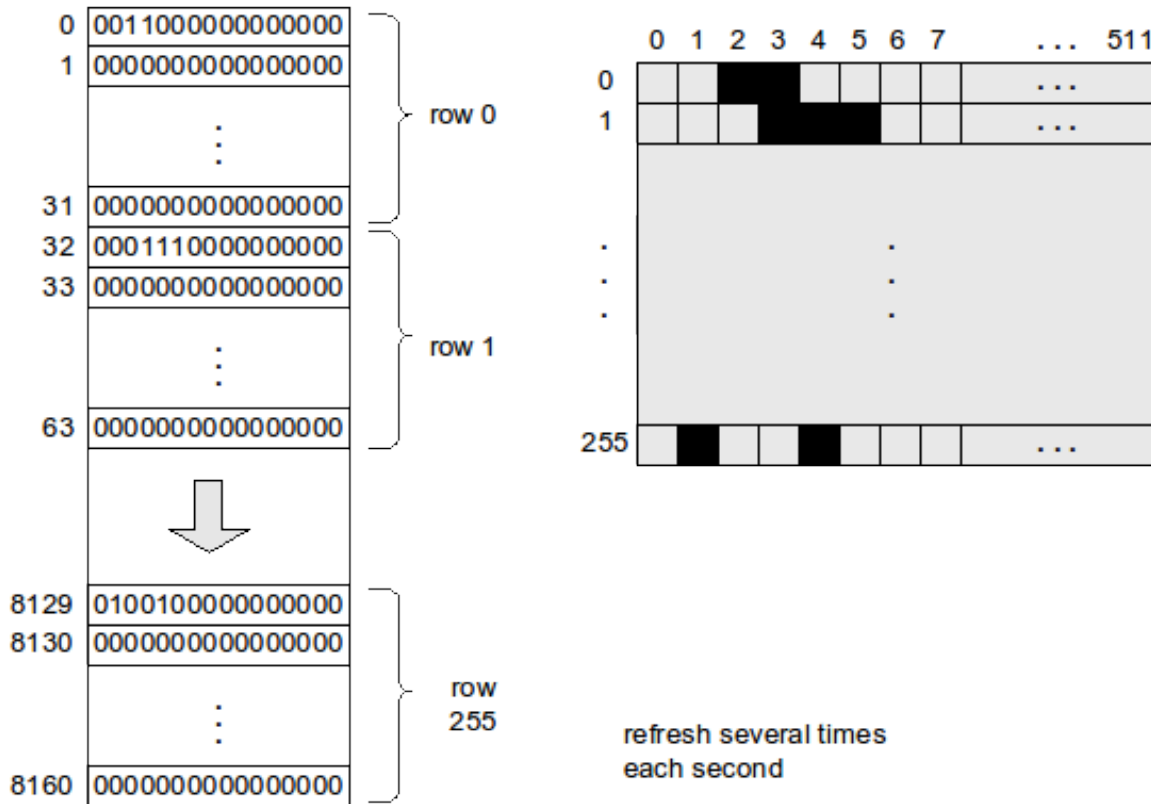 0 0011000000000000
1 0000000000000000
row 0
31 0000000000000000
32 0001110000000000
33 0000000000000000
row 1
63 0000000000000000
8129 0100100000000000
8130 0000000000000000
row
255
8160 0000000000000000
0 1 2 3 4 5 6 7 ... 511
0 ...
1 ...
255 ...
refresh several times
each second